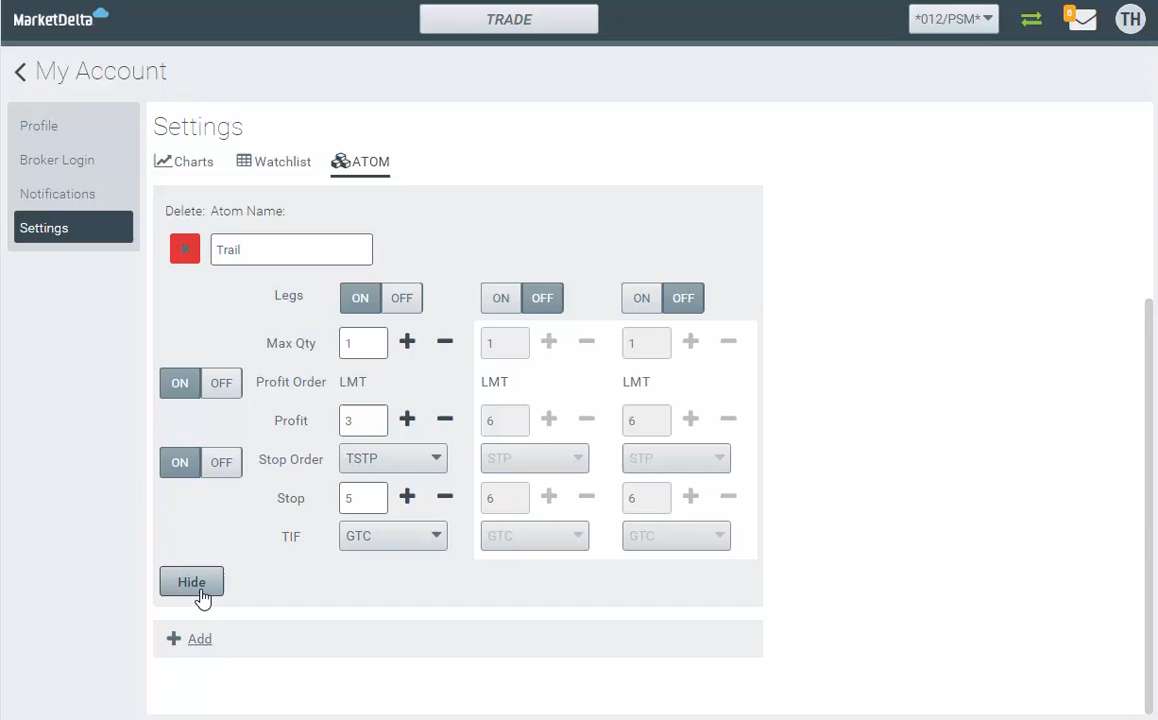 MarketDelta TRADE *012/PSM* 0 TH
My Account
Profile
Broker Login
Notifications
Settings
Settings
Charts Watchlist ATOM
Delete: Atom Name:
Trail
Legs ON OFF ON OFF ON OFF
Max Qty 1 1 1
ON OFF Profit Order LMT LMT LMT
Profit 3 6 6
ON OFF Stop Order TSTP STP STP
Stop 5 6 6
TIF GTC GTC GTC
Hide
Add